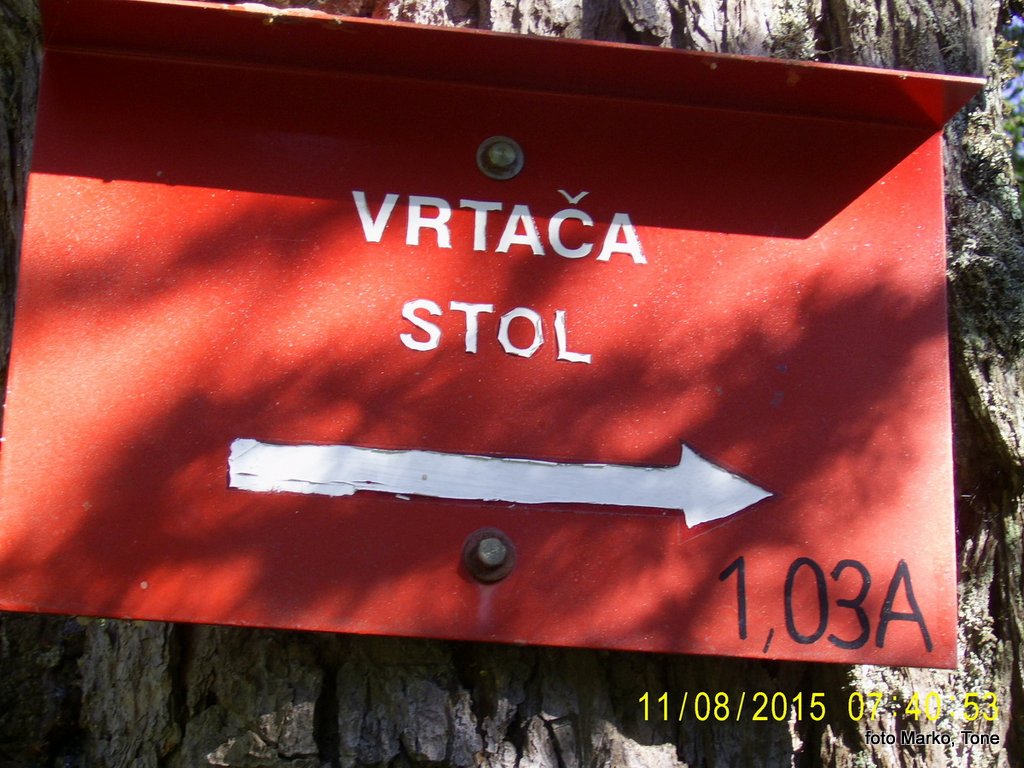 VRTAČA
STOL
1,03A
11/08/2015 07:40:53
foto Marko, Tone